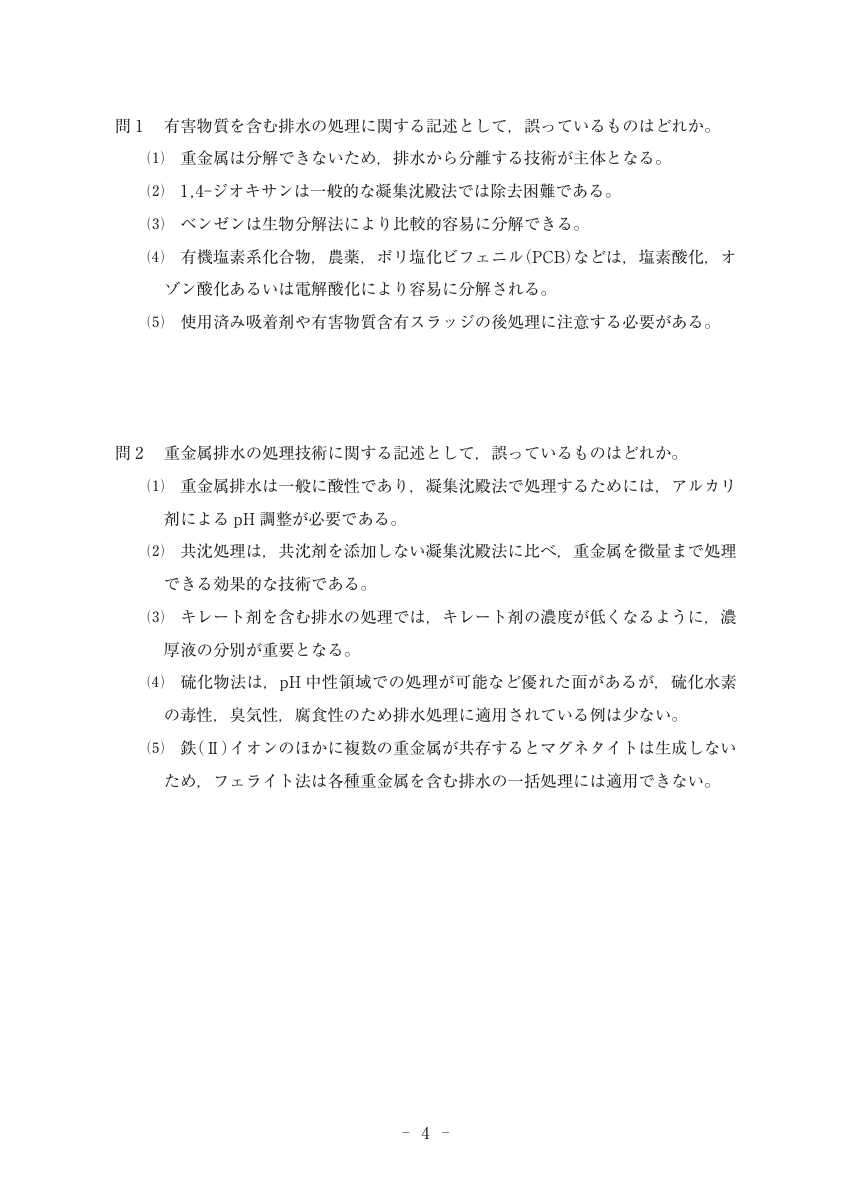 問1 有害物質を含む排水の処理に関する記述として，誤っているものはどれか。
⑴ 重金属は分解できないため，排水から分離する技術が主体となる。
⑵ 1,4-ジオキサンは一般的な凝集沈殿法では除去困難である。
⑶ ベンゼンは生物分解法により比較的容易に分解できる。
⑷ 有機塩素系化合物，農薬，ポリ塩化ビフェニル(PCB)などは，塩素酸化，オ
ゾン酸化あるいは電解酸化により容易に分解される。
⑸ 使用済み吸着剤や有害物質含有スラッジの後処理に注意する必要がある。
問2 重金属排水の処理技術に関する記述として，誤っているものはどれか。
⑴ 重金属排水は一般に酸性であり，凝集沈殿法で処理するためには，アルカリ
剤による pH 調整が必要である。
⑵ 共沈処理は，共沈剤を添加しない凝集沈殿法に比べ，重金属を微量まで処理
できる効果的な技術である。
⑶ キレート剤を含む排水の処理では，キレート剤の濃度が低くなるように，濃
厚液の分別が重要となる。
⑷ 硫化物法は，pH 中性領域での処理が可能など優れた面があるが，硫化水素
の毒性，臭気性，腐食性のため排水処理に適用されている例は少ない。
⑸ 鉄(Ⅱ)イオンのほかに複数の重金属が共存するとマグネタイトは生成しない
ため，フェライト法は各種重金属を含む排水の一括処理には適用できない。
- 4 -